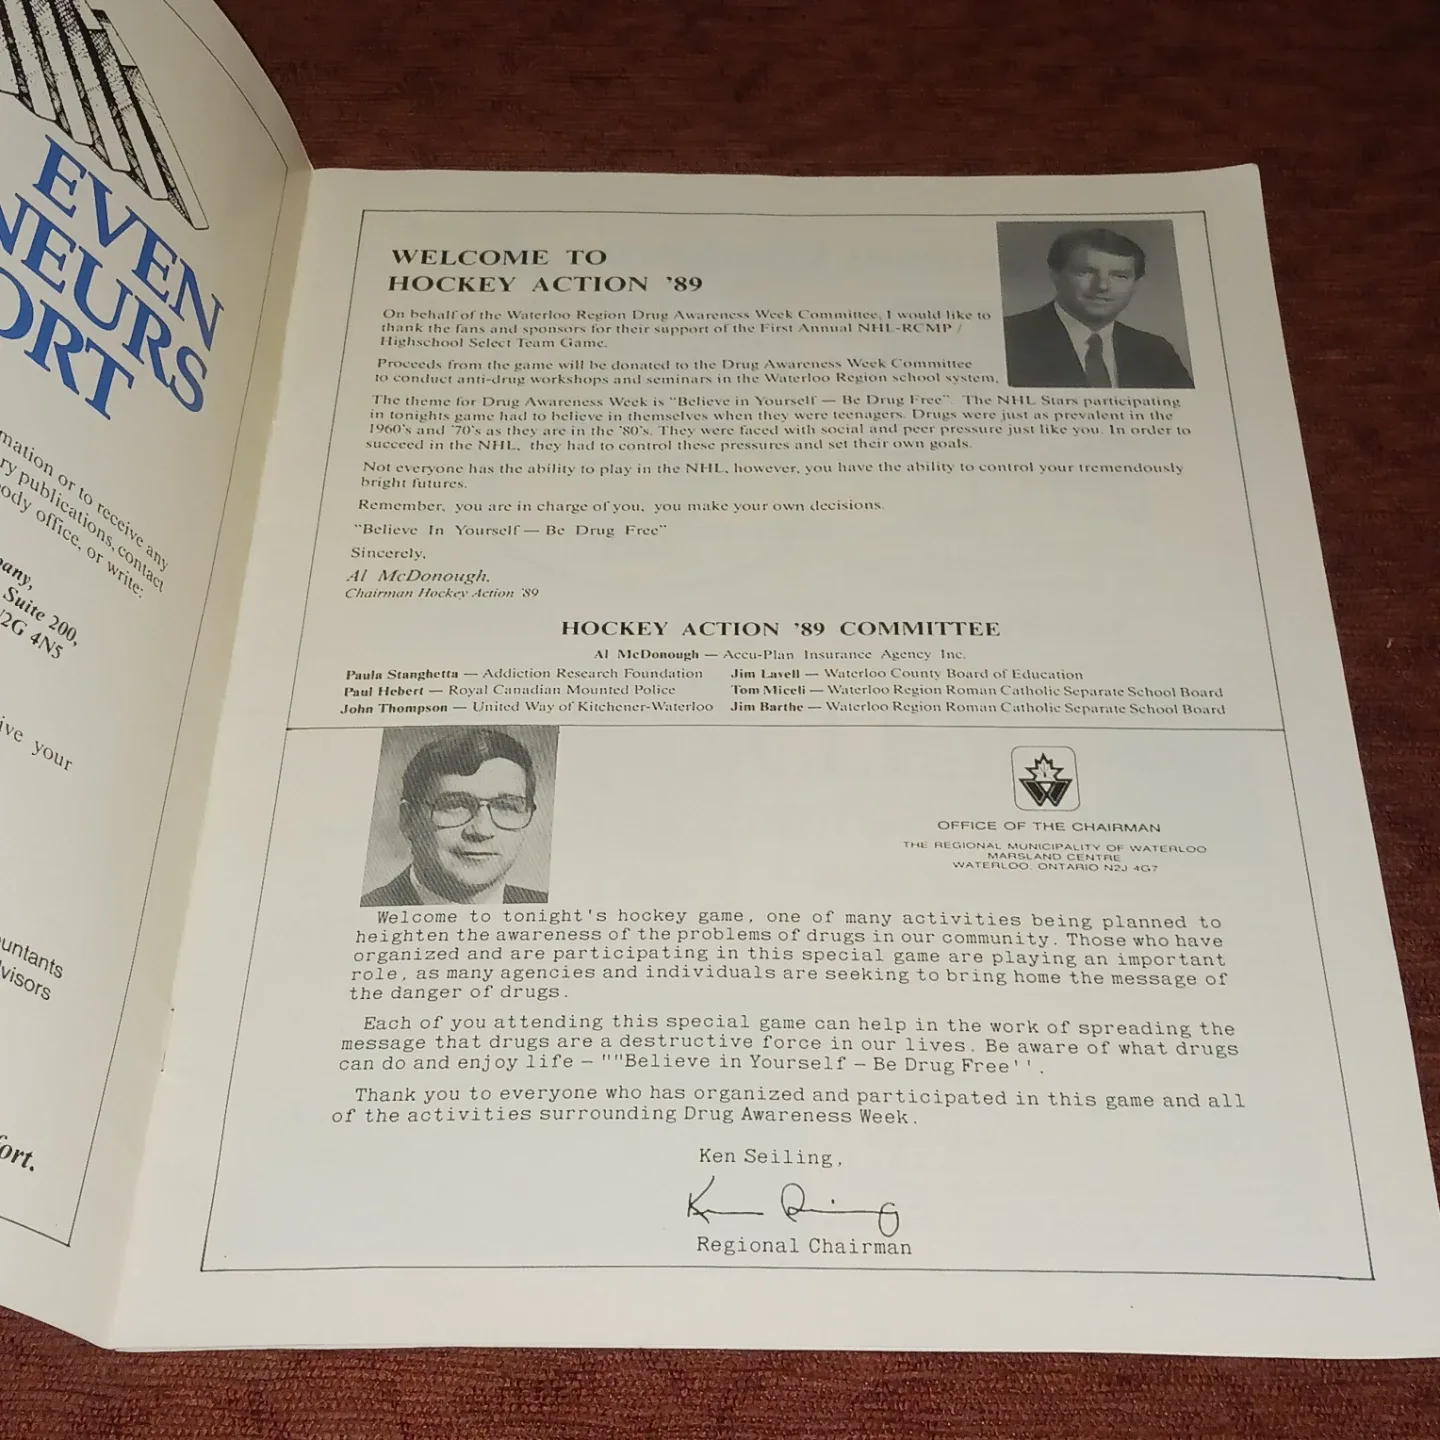 EVEN
NEURS
ORT
mation or to receive any
ry publications, contact
ody office, or write:
pany,
Suite 200,
2G 4N5
ive your
untants
visors
fort.
WELCOME TO
HOCKEY ACTION '89
On behalf of the Waterloo Region Drug Awareness Week Committee, I would like to
thank the fans and sponsors for their support of the First Annual NHL-RCMP /
Highschool Select Team Game.
Proceeds from the game will be donated to the Drug Awareness Week Committee
to conduct anti-drug workshops and seminars in the Waterloo Region school system,
The theme for Drug Awareness Week is "Believe in Yourself — Be Drug Free". The NHL Stars participating
in tonights game had to believe in themselves when they were teenagers. Drugs were just as prevalent in the
1960's and '70's as they are in the '80's. They were faced with social and peer pressure just like you. In order to
succeed in the NHL, they had to control these pressures and set their own goals.
Not everyone has the ability to play in the NHL, however, you have the ability to control your tremendously
bright futures.
Remember, you are in charge of you, you make your own decisions.
"Believe In Yourself — Be Drug Free"
Sincerely,
Al McDonough,
Chairman Hockey Action '89
HOCKEY ACTION '89 COMMITTEE
Al McDonough — Accu-Plan Insurance Agency Inc.
Paula Stanghetta — Addiction Research Foundation Jim Lavell — Waterloo County Board of Education
Paul Hebert — Royal Canadian Mounted Police Tom Miceli — Waterloo Region Roman Catholic Separate School Board
John Thompson — United Way of Kitchener-Waterloo Jim Barthe — Waterloo Region Roman Catholic Separate School Board
OFFICE OF THE CHAIRMAN
THE REGIONAL MUNICIPALITY OF WATERLOO
MARSLAND CENTRE
WATERLOO, ONTARIO N2J 4G7
Welcome to tonight's hockey game, one of many activities being planned to
heighten the awareness of the problems of drugs in our community. Those who have
organized and are participating in this special game are playing an important
role, as many agencies and individuals are seeking to bring home the message of
the danger of drugs.
Each of you attending this special game can help in the work of spreading the
message that drugs are a destructive force in our lives. Be aware of what drugs
can do and enjoy life – ""Believe in Yourself – Be Drug Free''.
Thank you to everyone who has organized and participated in this game and all
of the activities surrounding Drug Awareness Week.
Ken Seiling,
Regional Chairman